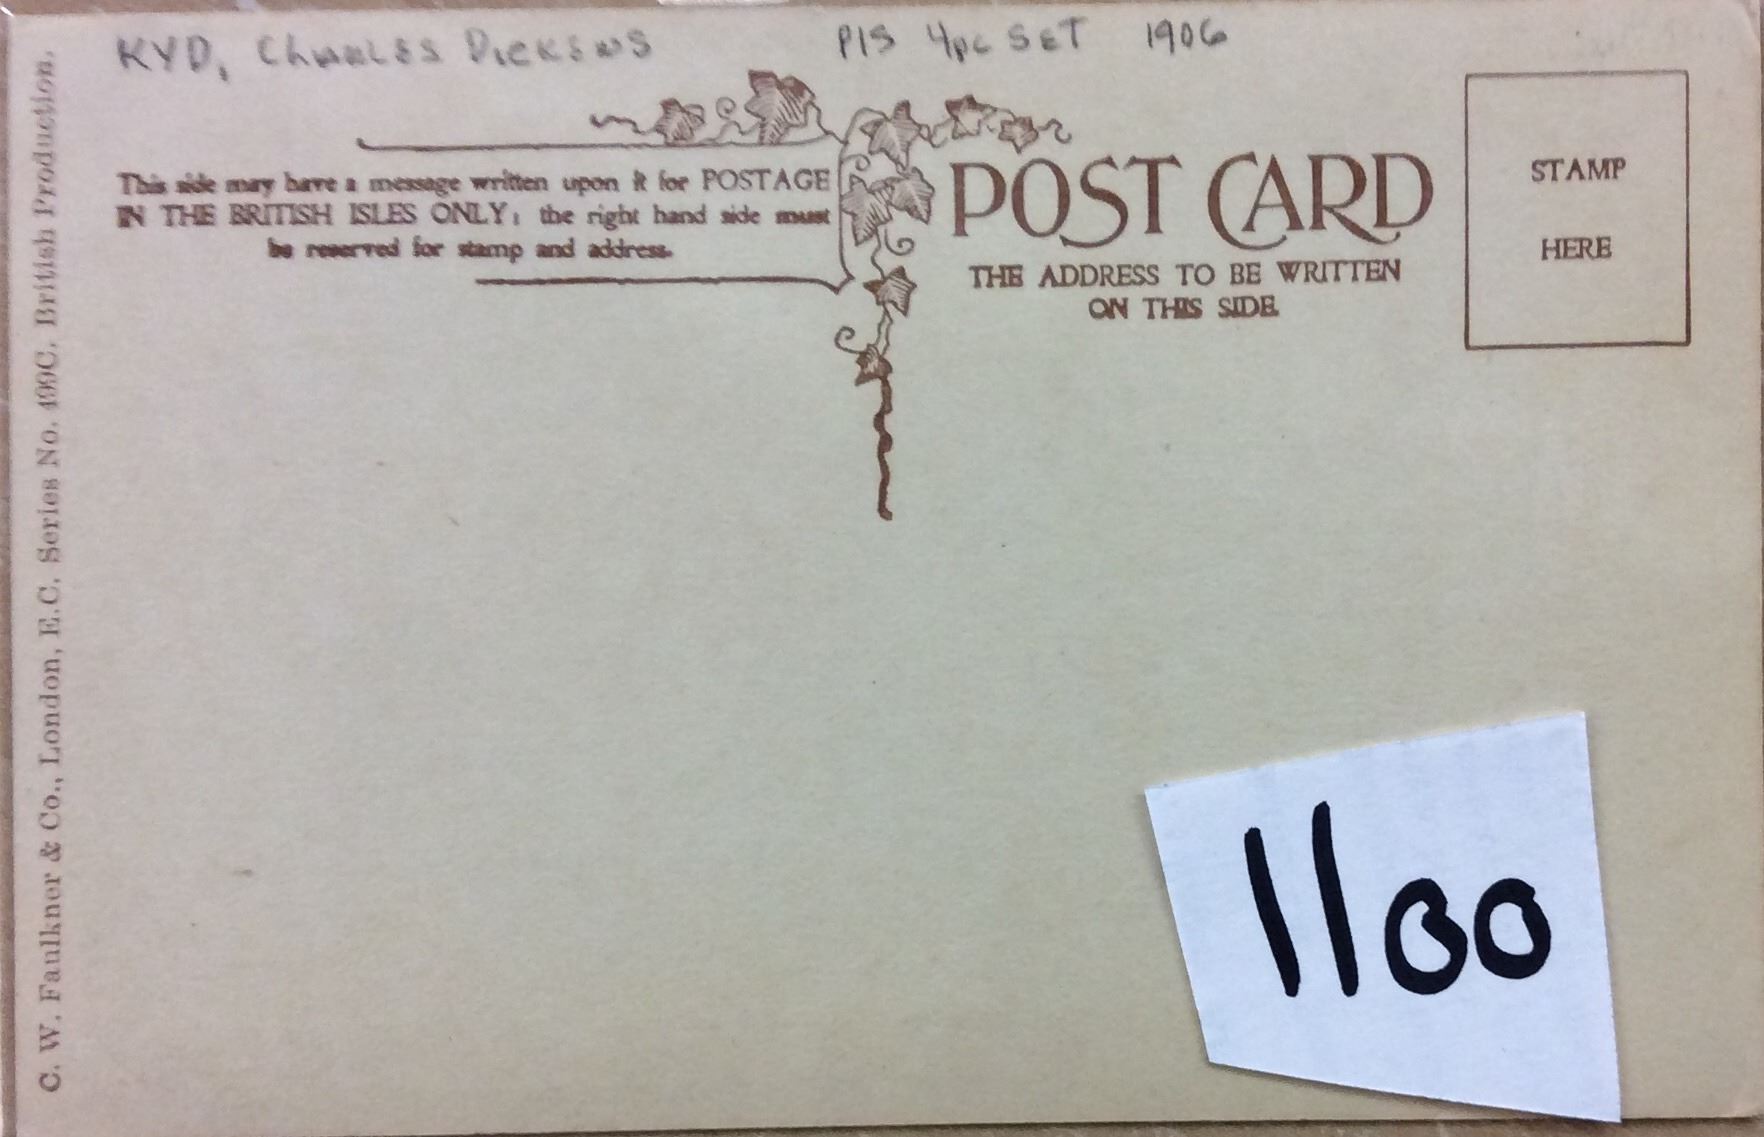 KYD, Charles Dickens P15 4pc SET 1906
This side may have a message written upon it for POSTAGE
IN THE BRITISH ISLES ONLY; the right hand side must
be reserved for stamp and address.
POST CARD
THE ADDRESS TO BE WRITTEN
ON THIS SIDE.
STAMP
HERE
C. W. Faulkner & Co., London, E.C. Series No. 499C. British Production.
1100